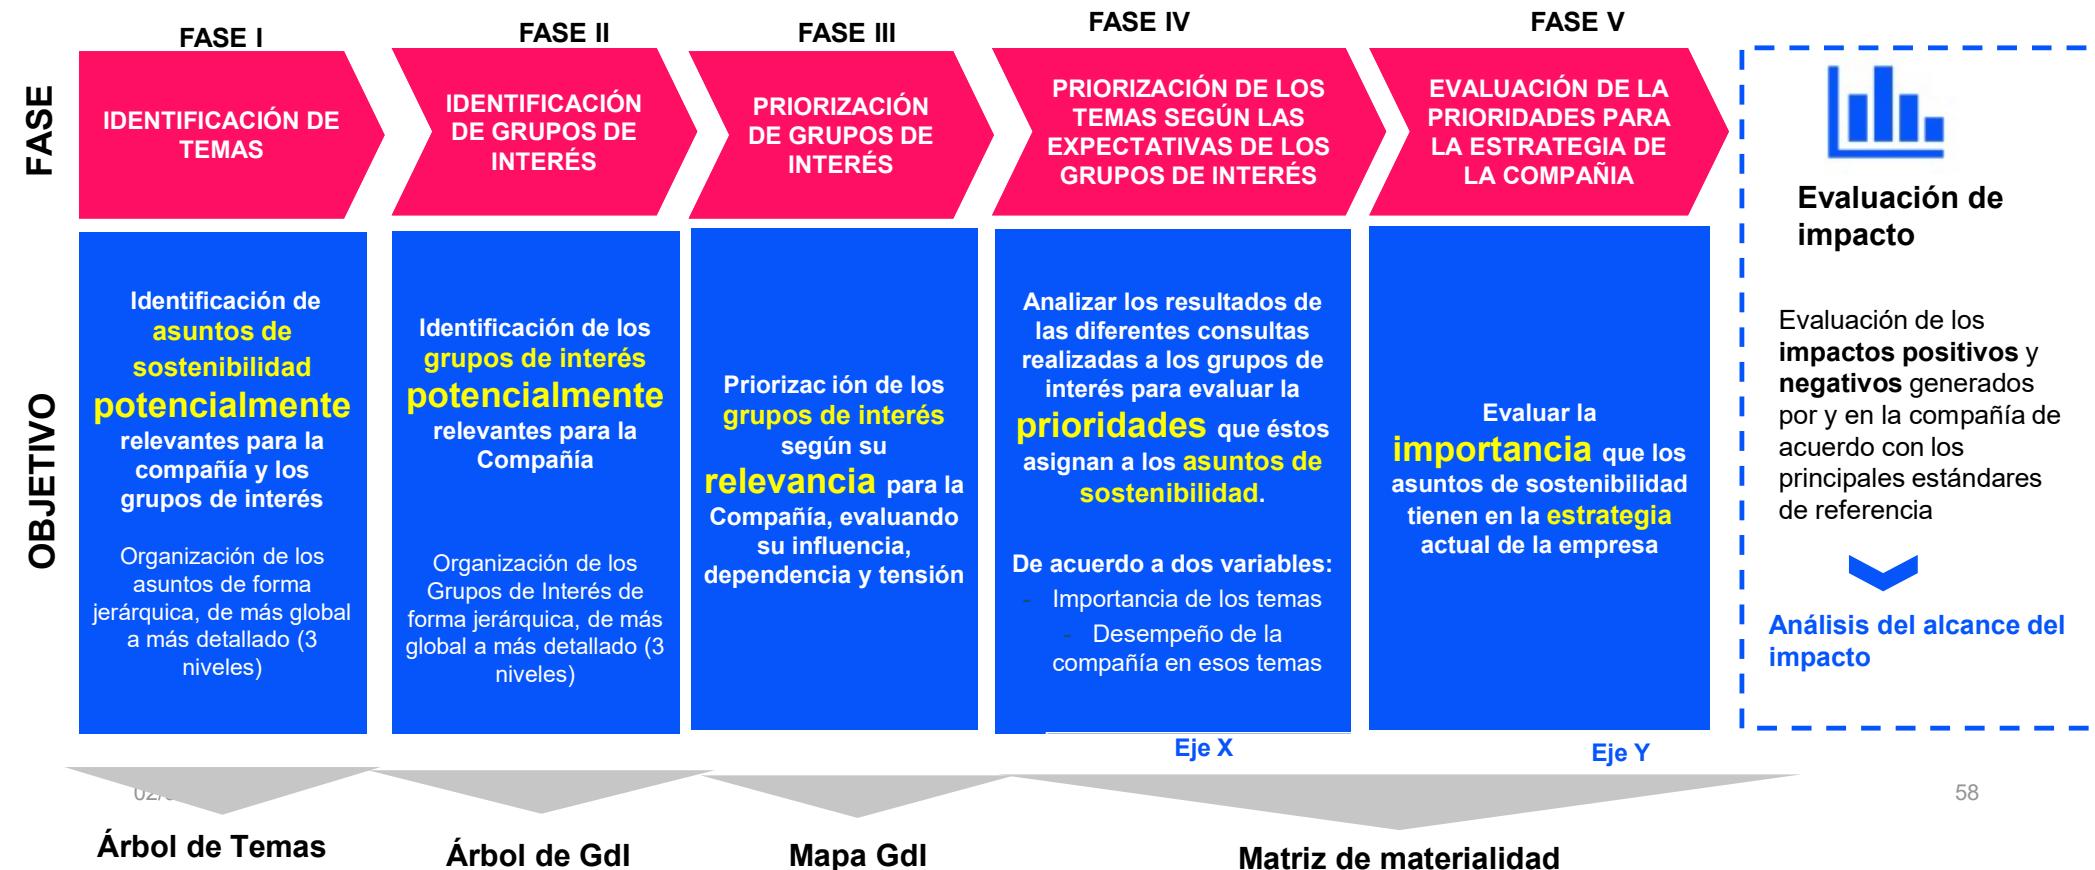 FASE I
FASE II
FASE III
FASE IV
FASE V
FASE
IDENTIFICACIÓN DE
TEMAS
IDENTIFICACIÓN
DE GRUPOS DE
INTERÉS
PRIORIZACIÓN
DE GRUPOS DE
INTERÉS
PRIORIZACIÓN DE LOS
TEMAS SEGÚN LAS
EXPECTATIVAS DE LOS
GRUPOS DE INTERÉS
EVALUACIÓN DE LA
PRIORIDADES PARA
LA ESTRATEGIA DE
LA COMPAÑIA
OBJETIVO
Identificación de
asuntos de
sostenibilidad
potencialmente
relevantes para la
compañía y los
grupos de interés
Organización de los
asuntos de forma
jerárquica, de más global
a más detallado (3
niveles)
Identificación de los
grupos de interés
potencialmente
relevantes para la
Compañía
Organización de los
Grupos de Interés de
forma jerárquica, de más
global a más detallado (3
niveles)
Priorizac ión de los
grupos de interés
según su
relevancia para la
Compañía, evaluando
su influencia,
dependencia y tensión
Analizar los resultados de
las diferentes consultas
realizadas a los grupos de
interés para evaluar la
prioridades que éstos
asignan a los asuntos de
sostenibilidad.
De acuerdo a dos variables:
- Importancia de los temas
- Desempeño de la
compañía en esos temas
Evaluar la
importancia que los
asuntos de sostenibilidad
tienen en la estrategia
actual de la empresa
Evaluación de
impacto
Evaluación de los
impactos positivos y
negativos generados
por y en la compañía de
acuerdo con los
principales estándares
de referencia
Análisis del alcance del
impacto
Eje X
Eje Y
02/
58
Árbol de Temas
Árbol de GdI
Mapa GdI
Matriz de materialidad